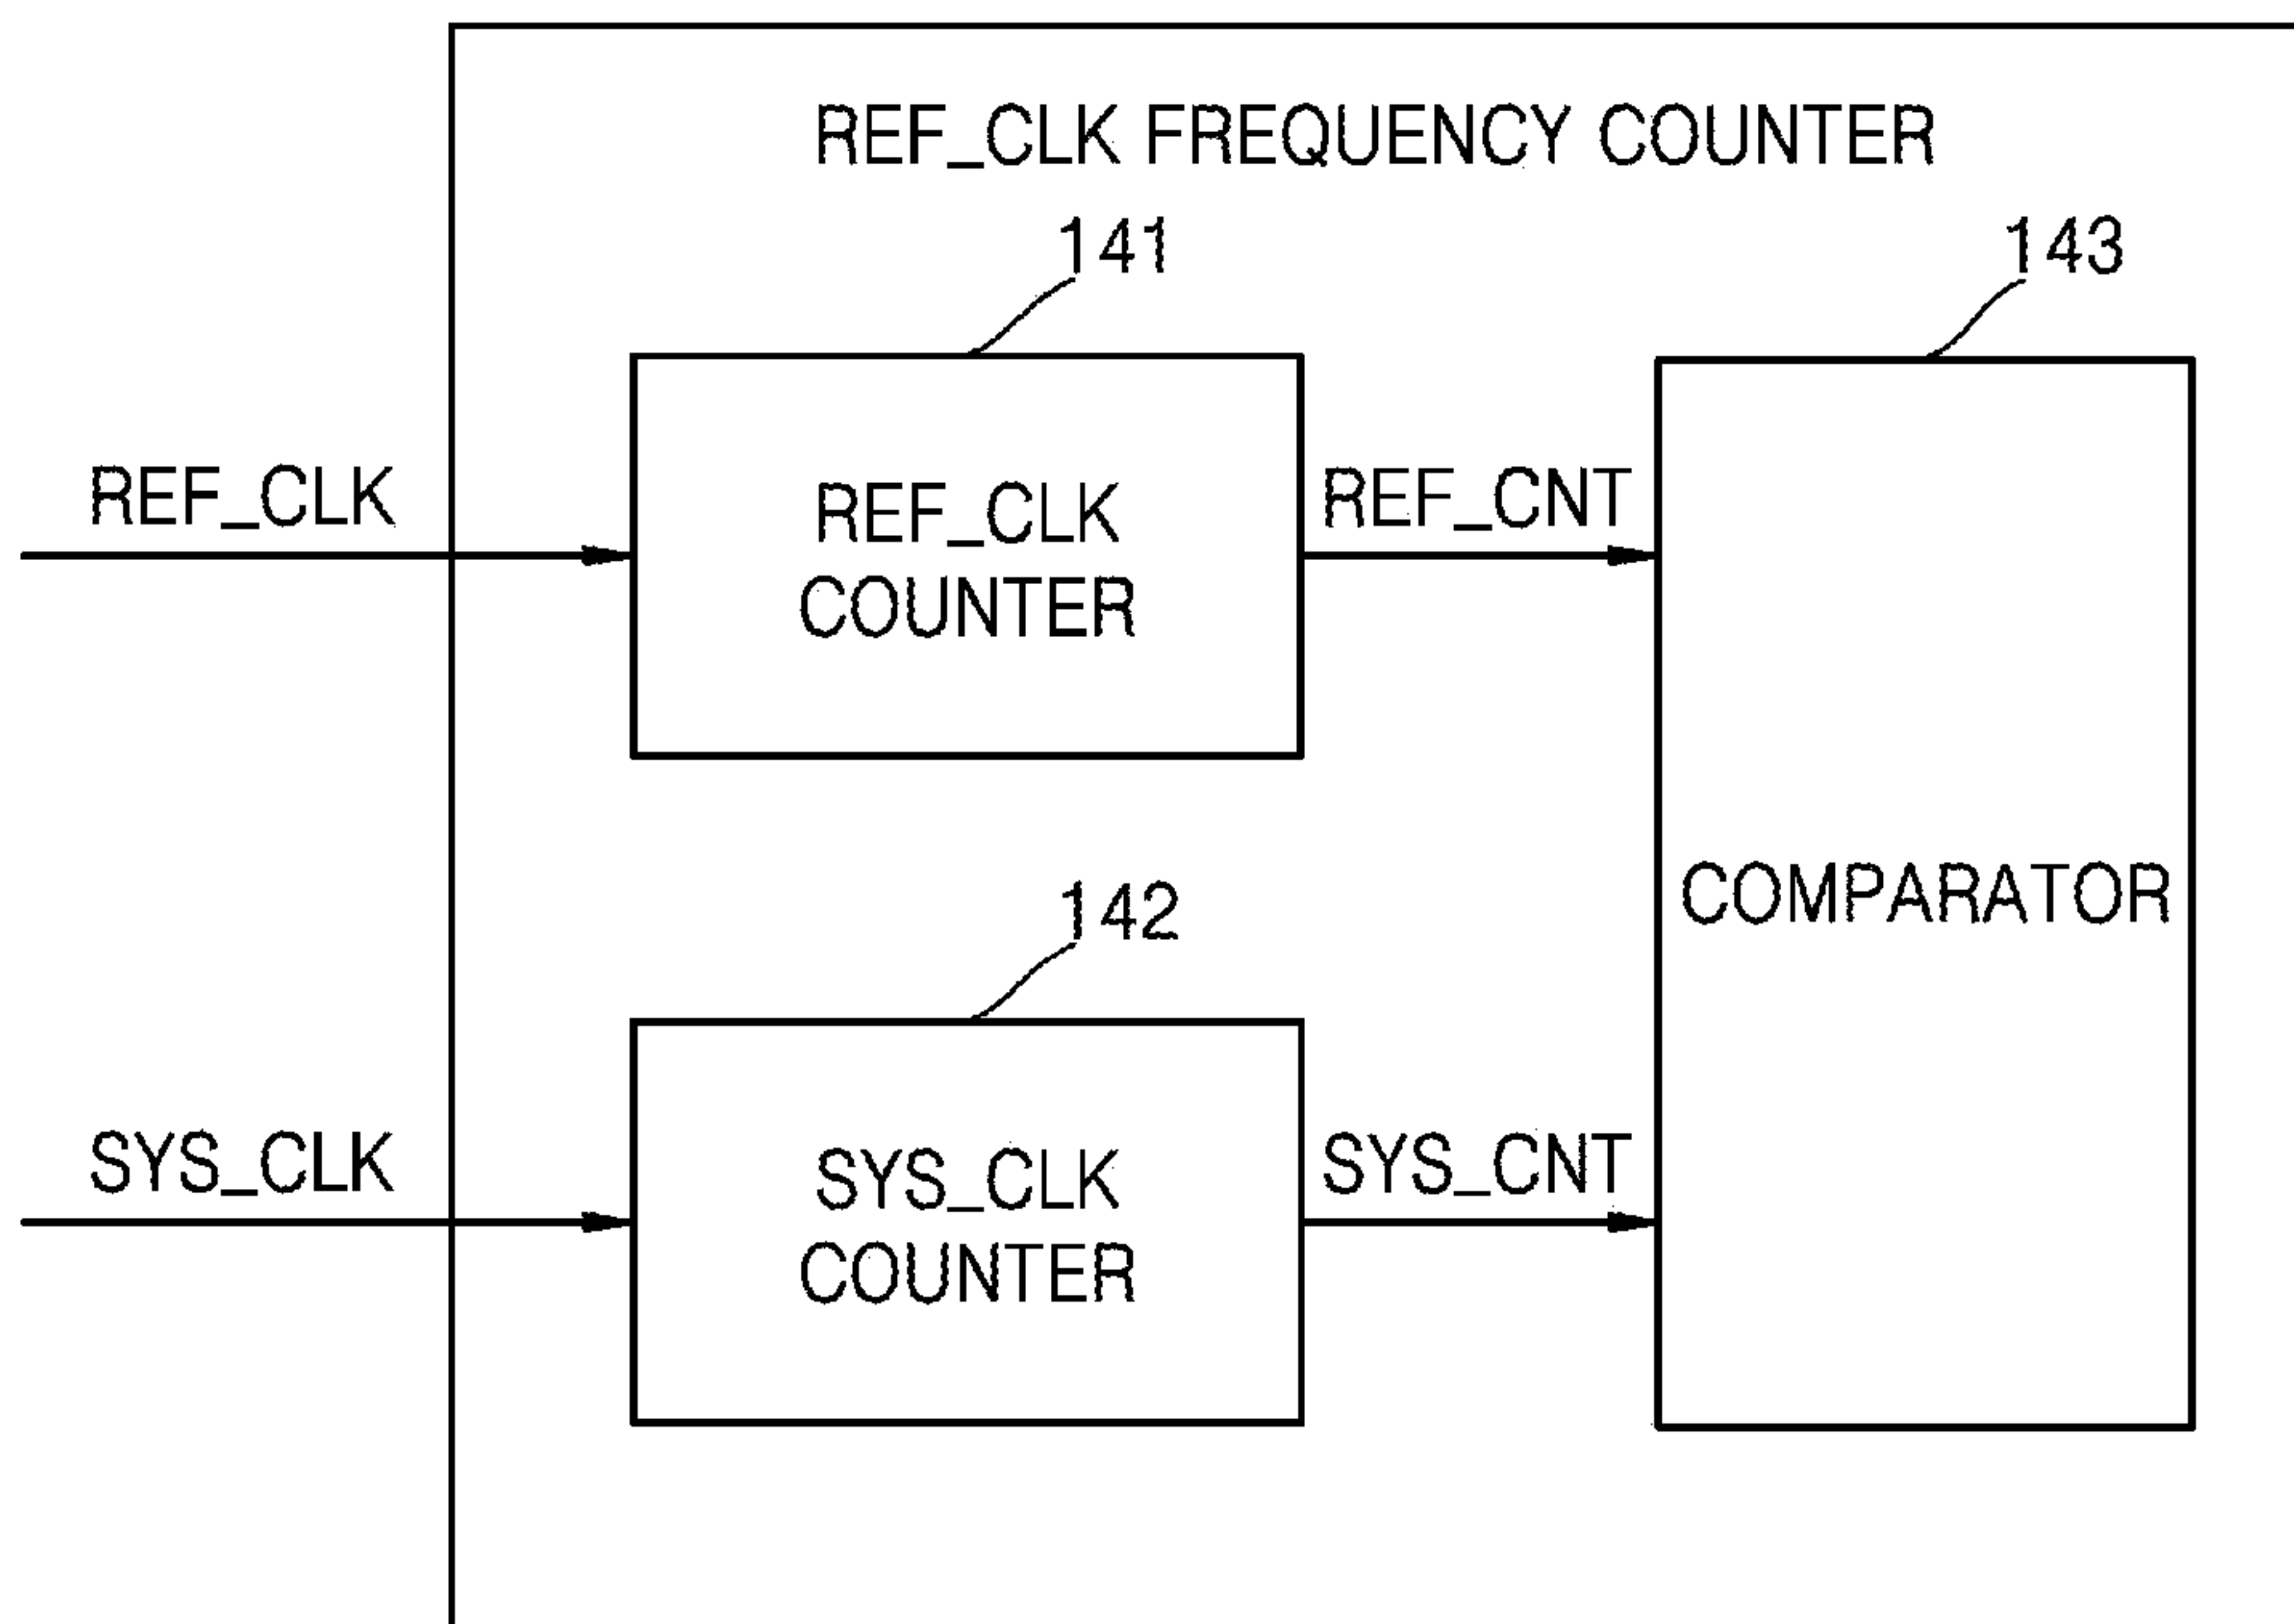 REF_CLK FREQUENCY COUNTER
141
143
REF_CLK
REF_CLK
COUNTER
REF_CNT
COMPARATOR
142
SYS_CLK
SYS_CLK
COUNTER
SYS_CNT